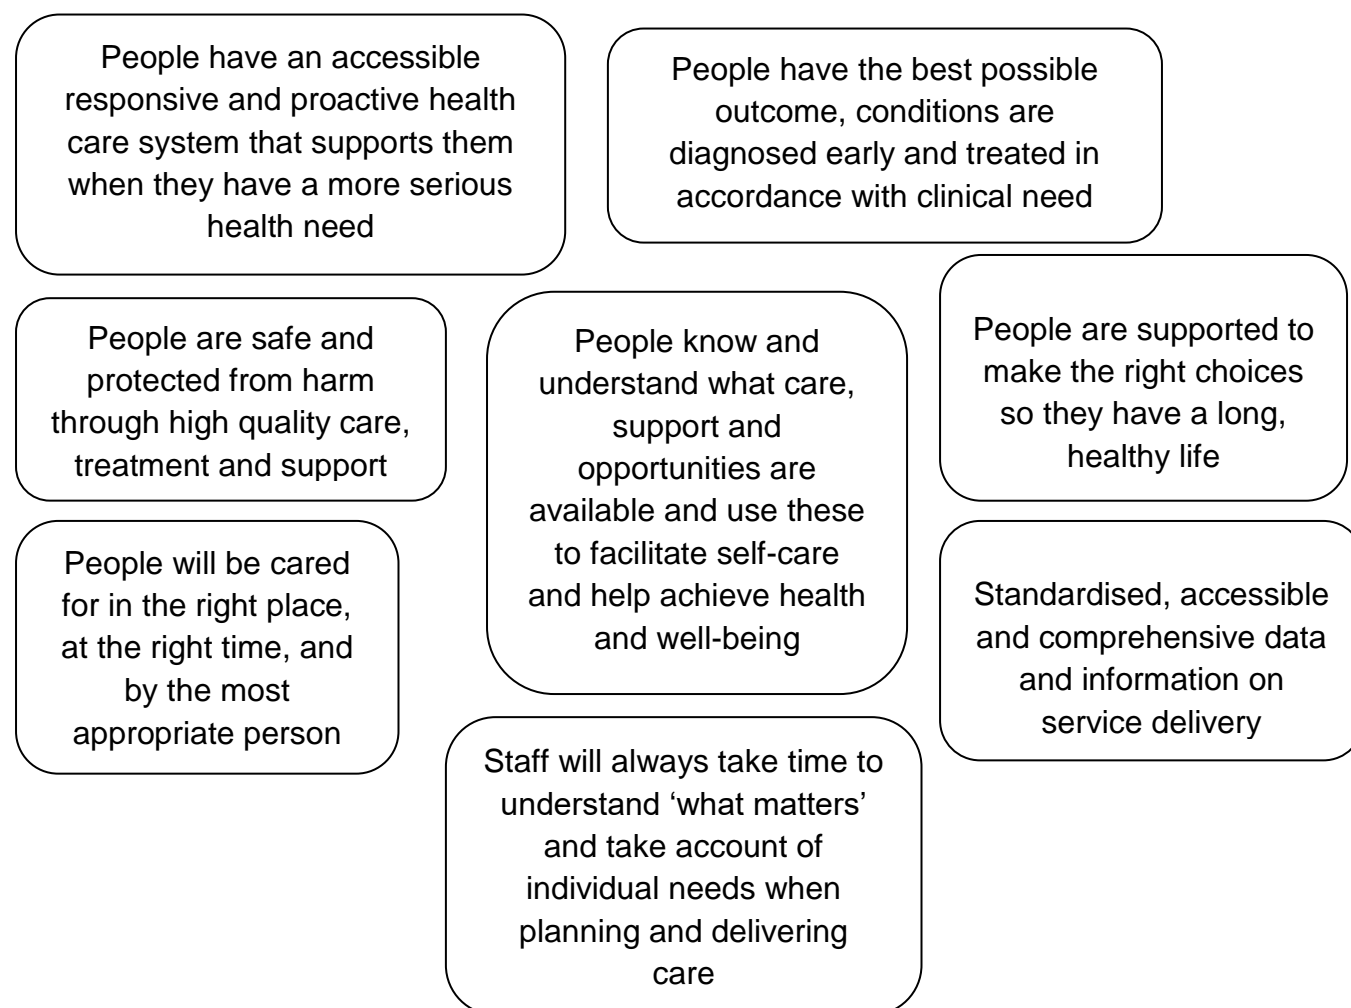 People have an accessible
responsive and proactive health
care system that supports them
when they have a more serious
health need
People have the best possible
outcome, conditions are
diagnosed early and treated in
accordance with clinical need
People are safe and
protected from harm
through high quality care,
treatment and support
People know and
understand what care,
support and
opportunities are
available and use these
to facilitate self-care
and help achieve health
and well-being
People are supported to
make the right choices
so they have a long,
healthy life
People will be cared
for in the right place,
at the right time, and
by the most
appropriate person
Standardised, accessible
and comprehensive data
and information on
service delivery
Staff will always take time to
understand ‘what matters’
and take account of
individual needs when
planning and delivering
care